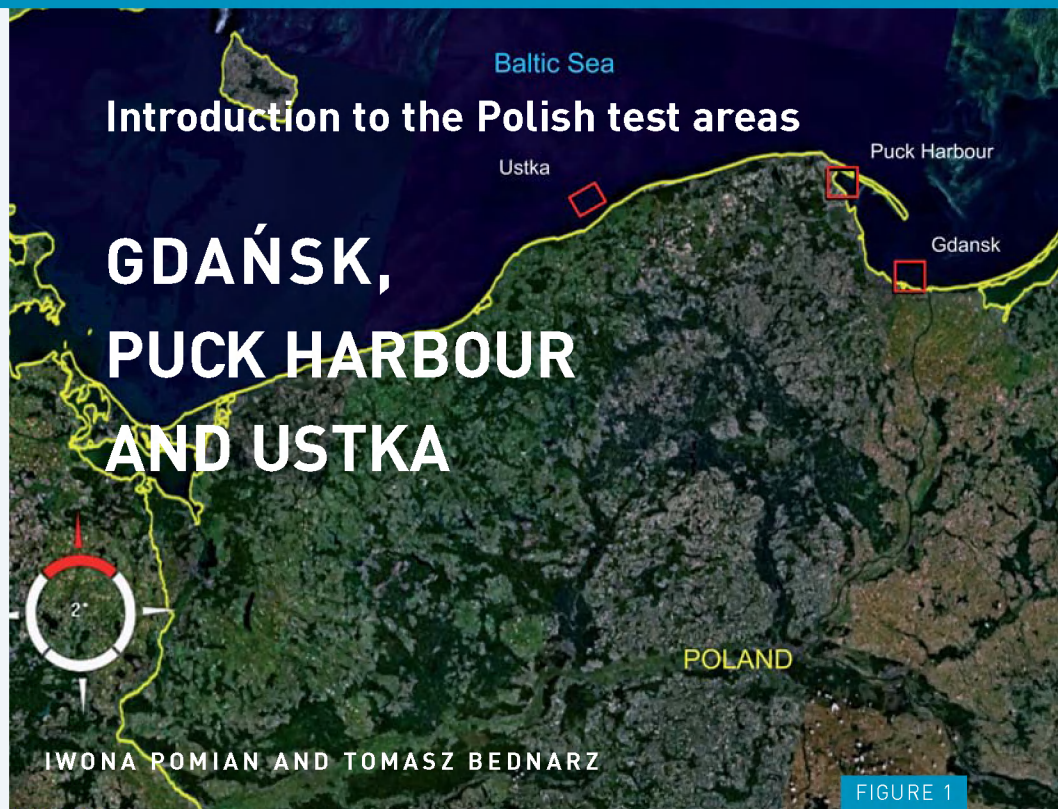 Baltic Sea
Introduction to the Polish test areas
Puck Harbour
Ustka
GDAŃSK,
Gdansk
PUCK HARBOUR
AND USTKA
2°
POLAND
IWONA POMIAN AND TOMASZ BEDNARZ
FIGURE 1